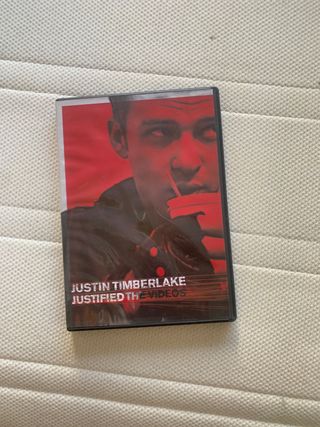 JUSTIN TIMBERLAKE
JUSTIFIED THE VIDEOS